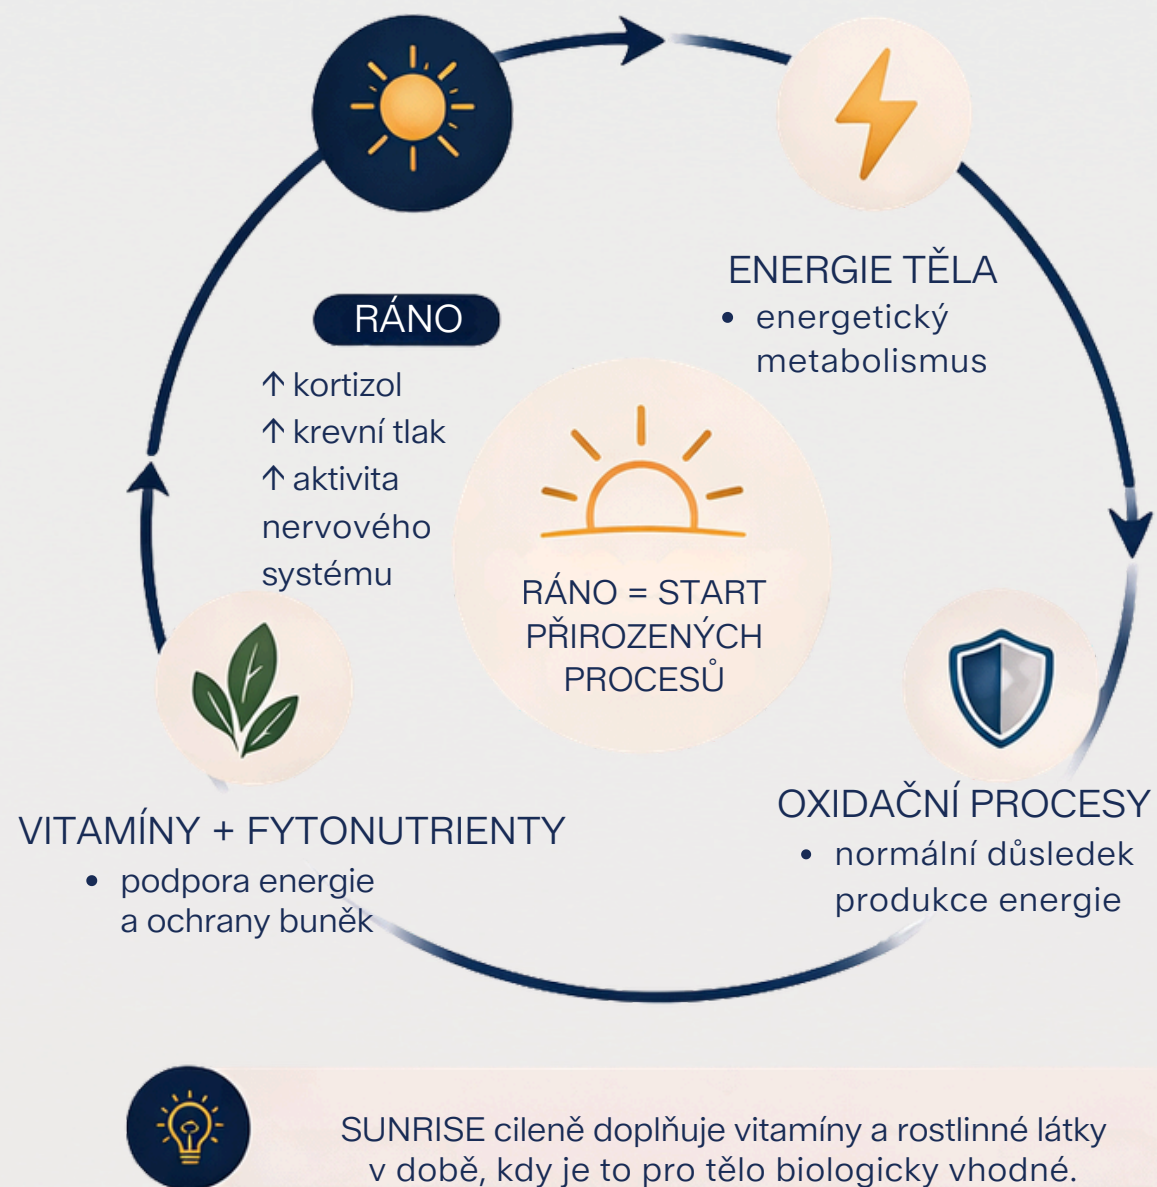 RÁNO
↑ kortizol
↑ krevní tlak
↑ aktivita
nervového
systému
ENERGIE TĚLA
• energetický
metabolismus
RÁNO = START
PŘIROZENÝCH
PROCESŮ
OXIDAČNÍ PROCESY
• normální důsledek
produkce energie
VITAMÍNY + FYTONUTRIENTY
• podpora energie
a ochrany buněk
SUNRISE cileně doplňuje vitamíny a rostlinné látky
v době, kdy je to pro tělo biologicky vhodné.